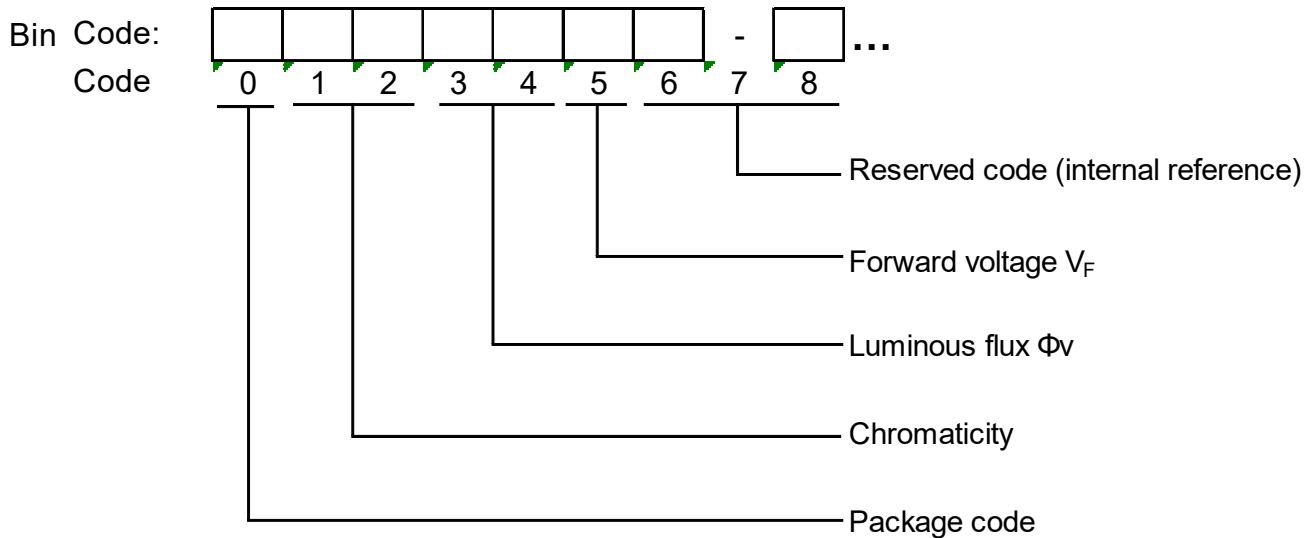 Bin Code: - ...
Code 0 1 2 3 4 5 6 7 8
Reserved code (internal reference)
Forward voltage VF
Luminous flux Φv
Chromaticity
Package code